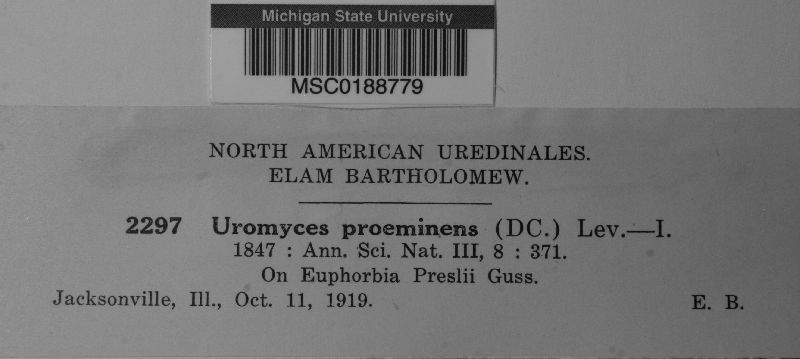 Michigan State University
MSC0188779
NORTH AMERICAN UREDINALES.
ELAM BARTHOLOMEW.
2297 Uromyces proeminens (DC.) Lev.—I.
1847 : Ann. Sci. Nat. III, 8 : 371.
On Euphorbia Preslii Guss.
Jacksonville, Ill., Oct. 11, 1919. E. B.